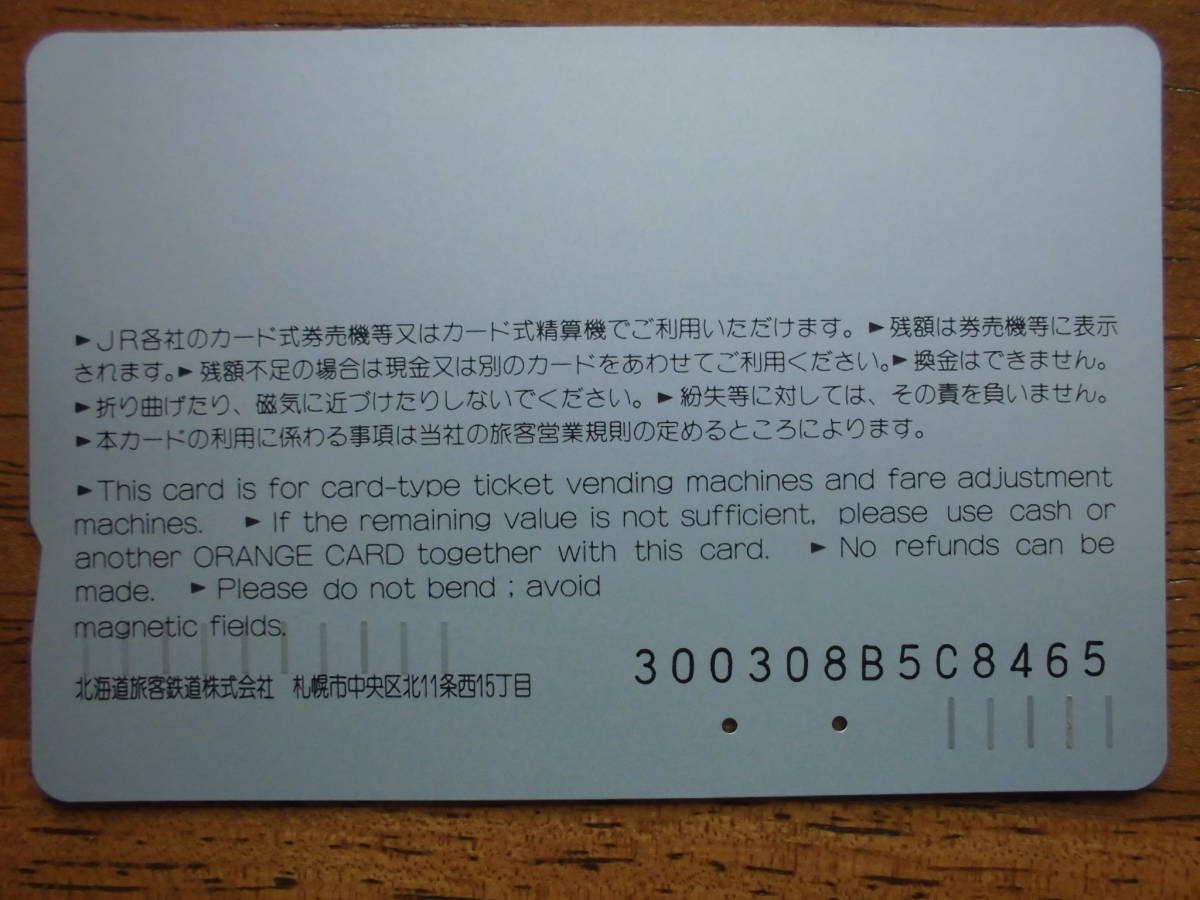 ►JR各社のカード式券売機等又はカード式精算機でご利用いただけます。►残額は券売機等に表示
されます。►残額不足の場合は現金又は別のカードをあわせてご利用ください。►換金はできません。
►折り曲げたり、磁気に近づけたりしないでください。►紛失等に対しては、その責を負いません。
►本カードの利用に係わる事項は当社の旅客営業規則の定めるところによります。
►This card is for card-type ticket vending machines and fare adjustment
machines. ►If the remaining value is not sufficient, please use cash or
another ORANGE CARD together with this card. ►No refunds can be
made. ►Please do not bend ; avoid
magnetic fields.
300308B5C8465
北海道旅客鉄道株式会社 札幌市中央区北11条西15丁目